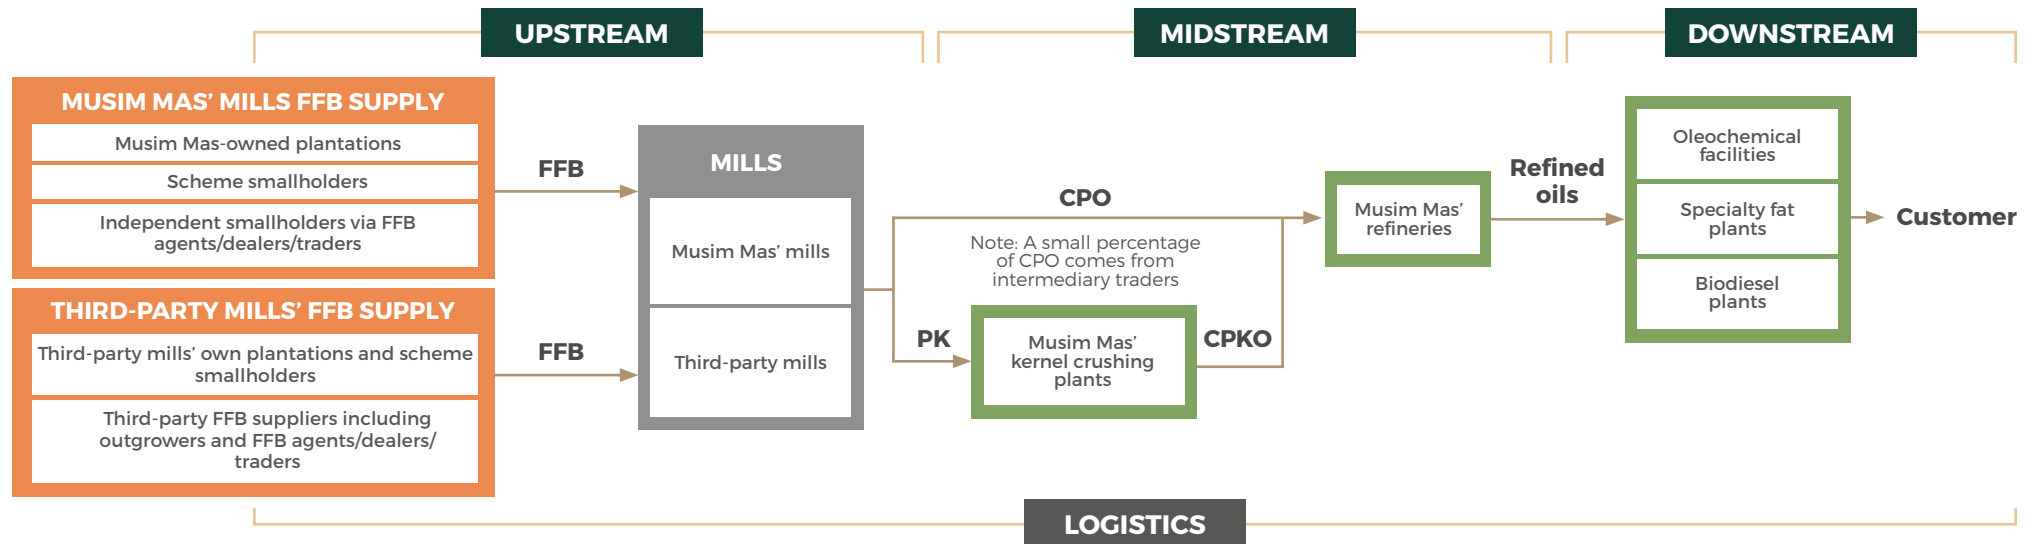 UPSTREAM
MIDSTREAM
DOWNSTREAM
MUSIM MAS’ MILLS FFB SUPPLY
Musim Mas-owned plantations
Scheme smallholders
Independent smallholders via FFB
agents/dealers/traders
THIRD-PARTY MILLS’ FFB SUPPLY
Third-party mills’ own plantations and scheme
smallholders
Third-party FFB suppliers including
outgrowers and FFB agents/dealers/
traders
FFB
FFB
MILLS
Musim Mas’ mills
Third-party mills
CPO
Note: A small percentage
of CPO comes from
intermediary traders
PK
Musim Mas’
kernel crushing
plants
CPKO
Musim Mas’
refineries
Refined
oils
Oleochemical
facilities
Specialty fat
plants
Biodiesel
plants
Customer
LOGISTICS